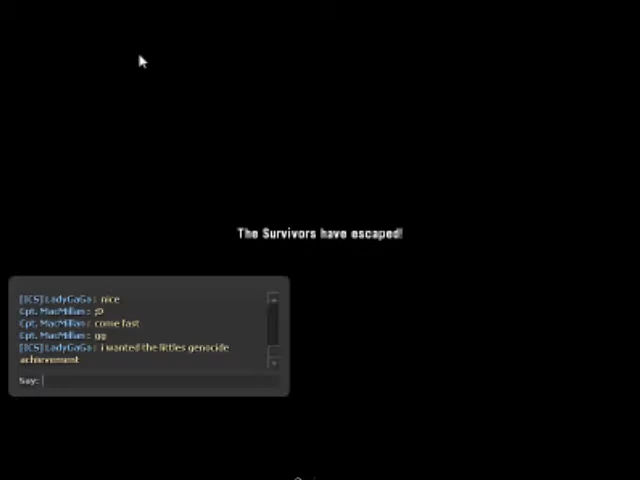 The Survivors have escaped!
[ICS] LadyGaGa : nice
Cpt. MacMillan : ;D
Cpt. MacMillan : come fast
Cpt. MacMillan : gg
[ICS] LadyGaGa : i wanted the littles genocide
achievement
Say: